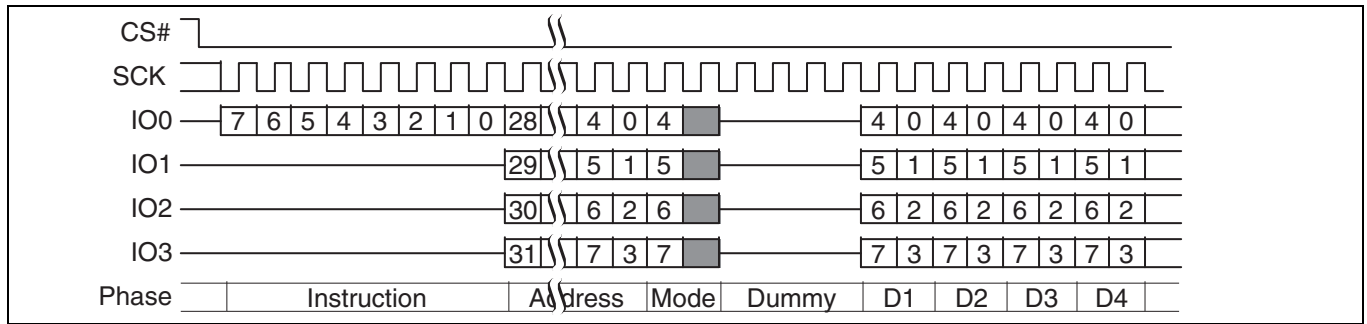 CS#
SCK
IO0 7 6 5 4 3 2 1 0 28 4 0 4 4 0 4 0 4 0 4 0
IO1 29 5 1 5 5 1 5 1 5 1 5 1
IO2 30 6 2 6 6 2 6 2 6 2 6 2
IO3 31 7 3 7 7 3 7 3 7 3 7 3
Phase Instruction Address Mode Dummy D1 D2 D3 D4